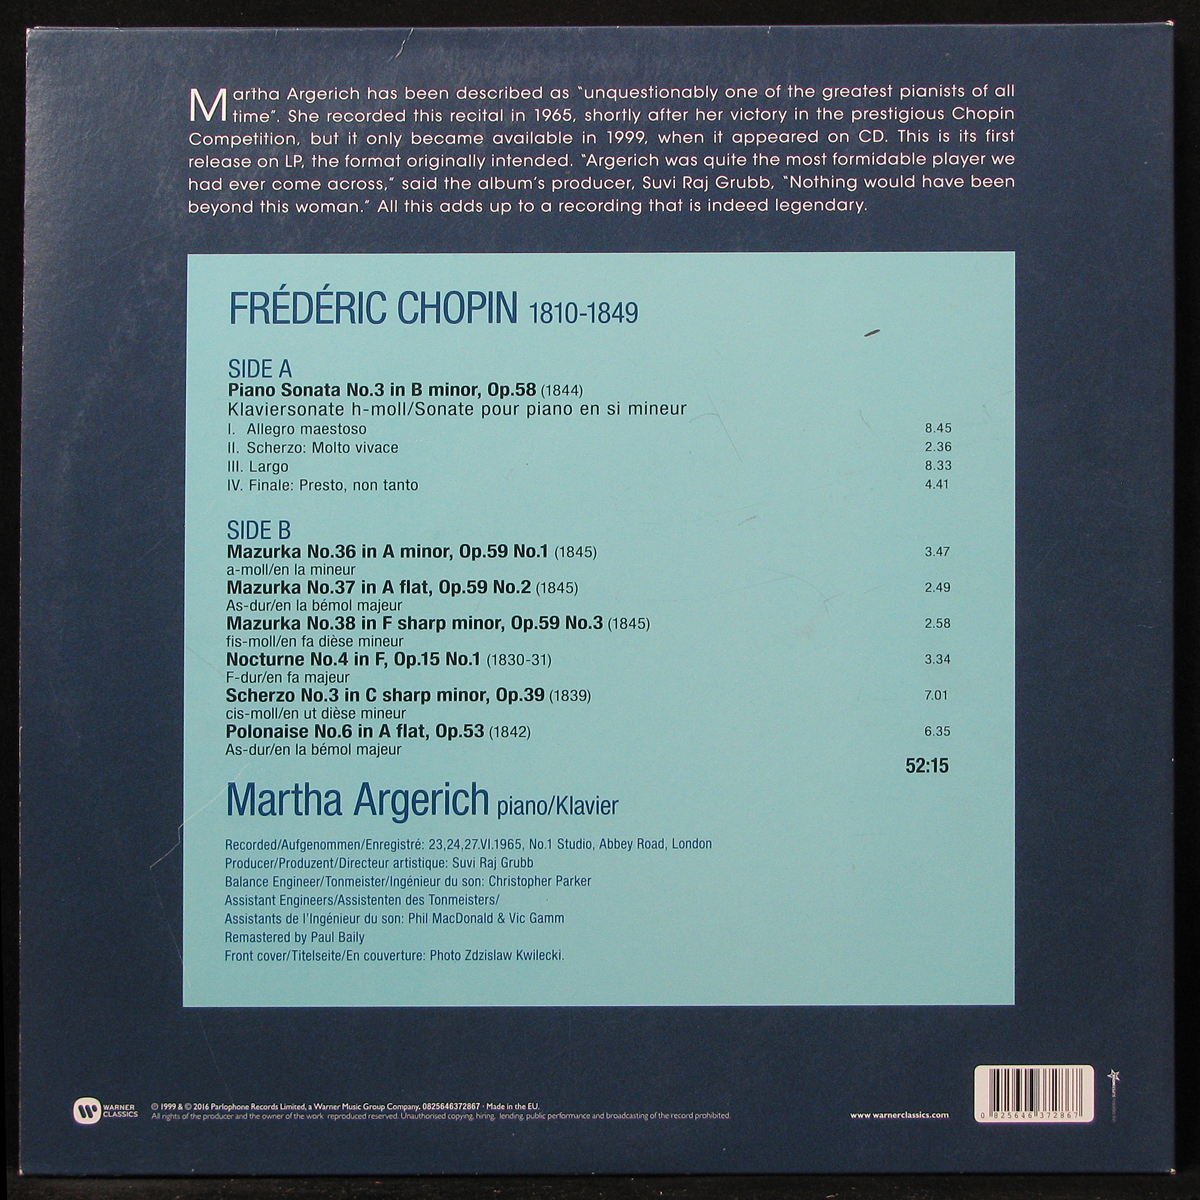 Martha Argerich has been described as "unquestionably one of the greatest pianists of all
time". She recorded this recital in 1965, shortly after her victory in the prestigious Chopin
Competition, but it only became available in 1999, when it appeared on CD. This is its first
release on LP, the format originally intended. "Argerich was quite the most formidable player we
had ever come across," said the album's producer, Suvi Raj Grubb, "Nothing would have been
beyond this woman." All this adds up to a recording that is indeed legendary.
FRÉDÉRIC CHOPIN 1810-1849
SIDE A
Piano Sonata No.3 in B minor, Op.58 (1844)
Klaviersonate h-moll/Sonate pour piano en si mineur
I. Allegro maestoso 8.45
II. Scherzo: Molto vivace 2.36
III. Largo 8.33
IV. Finale: Presto, non tanto 4.41
SIDE B
Mazurka No.36 in A minor, Op.59 No.1 (1845) 3.47
a-moll/en la mineur
Mazurka No.37 in A flat, Op.59 No.2 (1845) 2.49
As-dur/en la bémol majeur
Mazurka No.38 in F sharp minor, Op.59 No.3 (1845) 2.58
fis-moll/en fa dièse mineur
Nocturne No.4 in F, Op.15 No.1 (1830-31) 3.34
F-dur/en fa majeur
Scherzo No.3 in C sharp minor, Op.39 (1839) 7.01
cis-moll/en ut dièse mineur
Polonaise No.6 in A flat, Op.53 (1842) 6.35
As-dur/en la bémol majeur
52:15
Martha Argerich piano/Klavier
Recorded/Aufgenommen/Enregistré: 23,24,27.VI.1965, No.1 Studio, Abbey Road, London
Producer/Produzent/Directeur artistique: Suvi Raj Grubb
Balance Engineer/Tonmeister/Ingénieur du son: Christopher Parker
Assistant Engineers/Assistenten des Tonmeisters/
Assistants de l'Ingénieur du son: Phil MacDonald & Vic Gamm
Remastered by Paul Baily
Front cover/Titelseite/En couverture: Photo Zdzislaw Kwilecki.
WARNER
CLASSICS
℗ 1999 & © 2016 Parlophone Records Limited, a Warner Music Group Company. 0825646372867 · Made in the EU.
All rights of the producer and the owner of the work reproduced reserved. Unauthorised copying, hiring, lending, public performance and broadcasting of the record prohibited.
www.warnerclassics.com
0 825646 372867